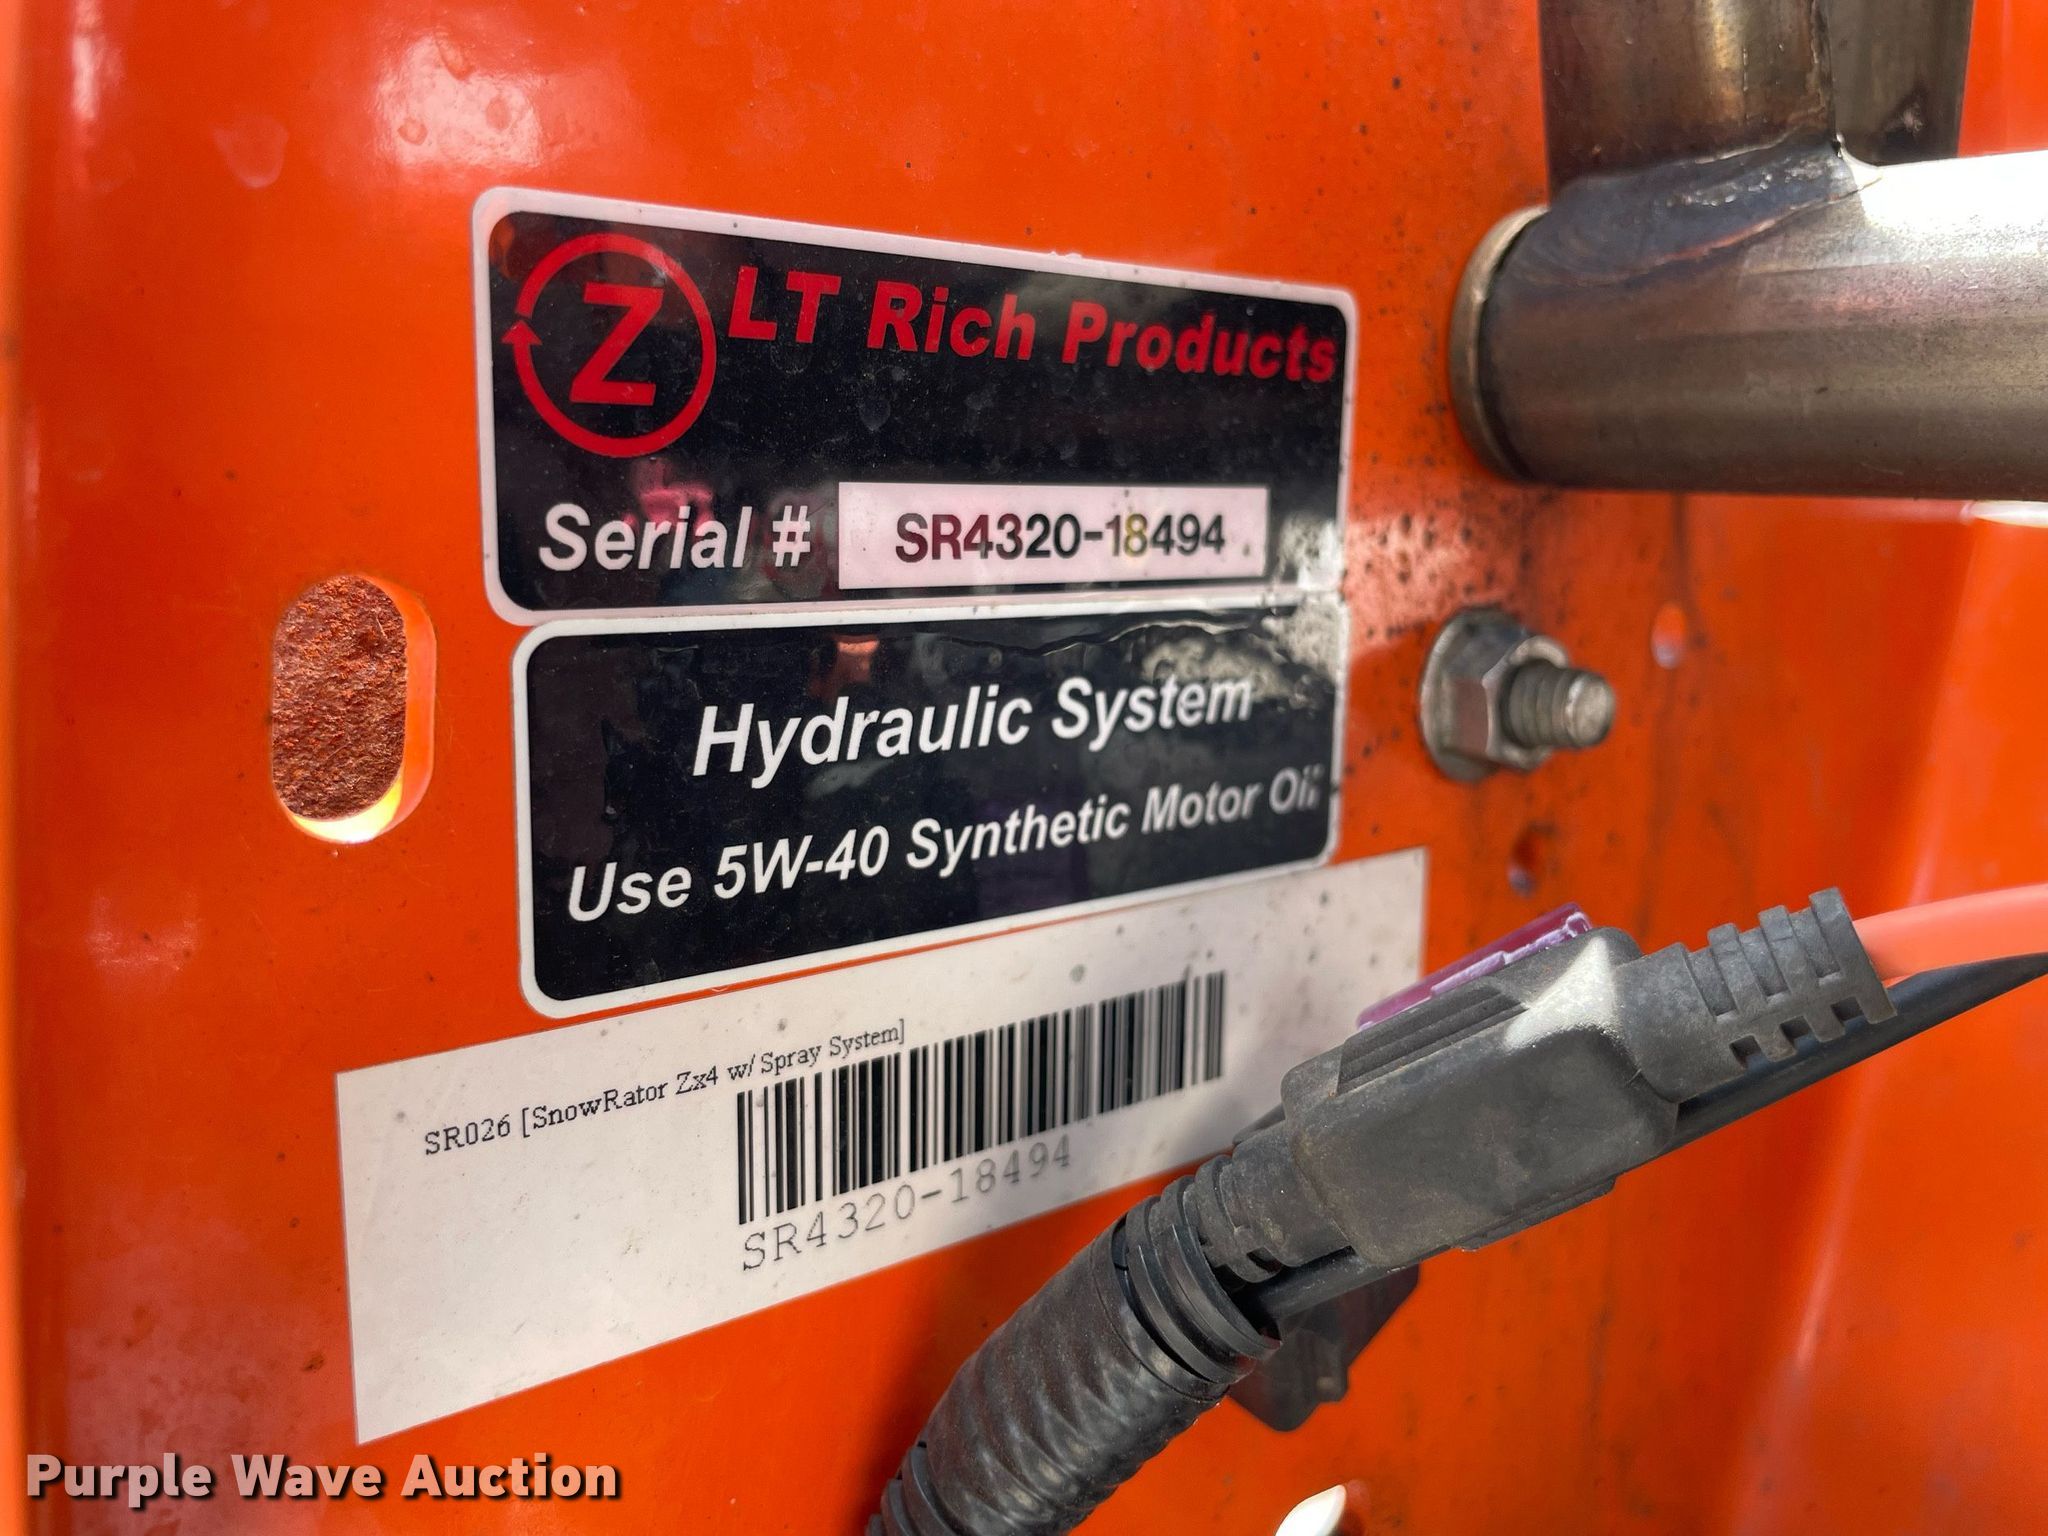 Z LT Rich Products
Serial # SR4320-18494
Hydraulic System
Use 5W-40 Synthetic Motor Oil
SR026 [SnowRator Zx4 w/ Spray System]
SR4320-18494
Purple Wave Auction